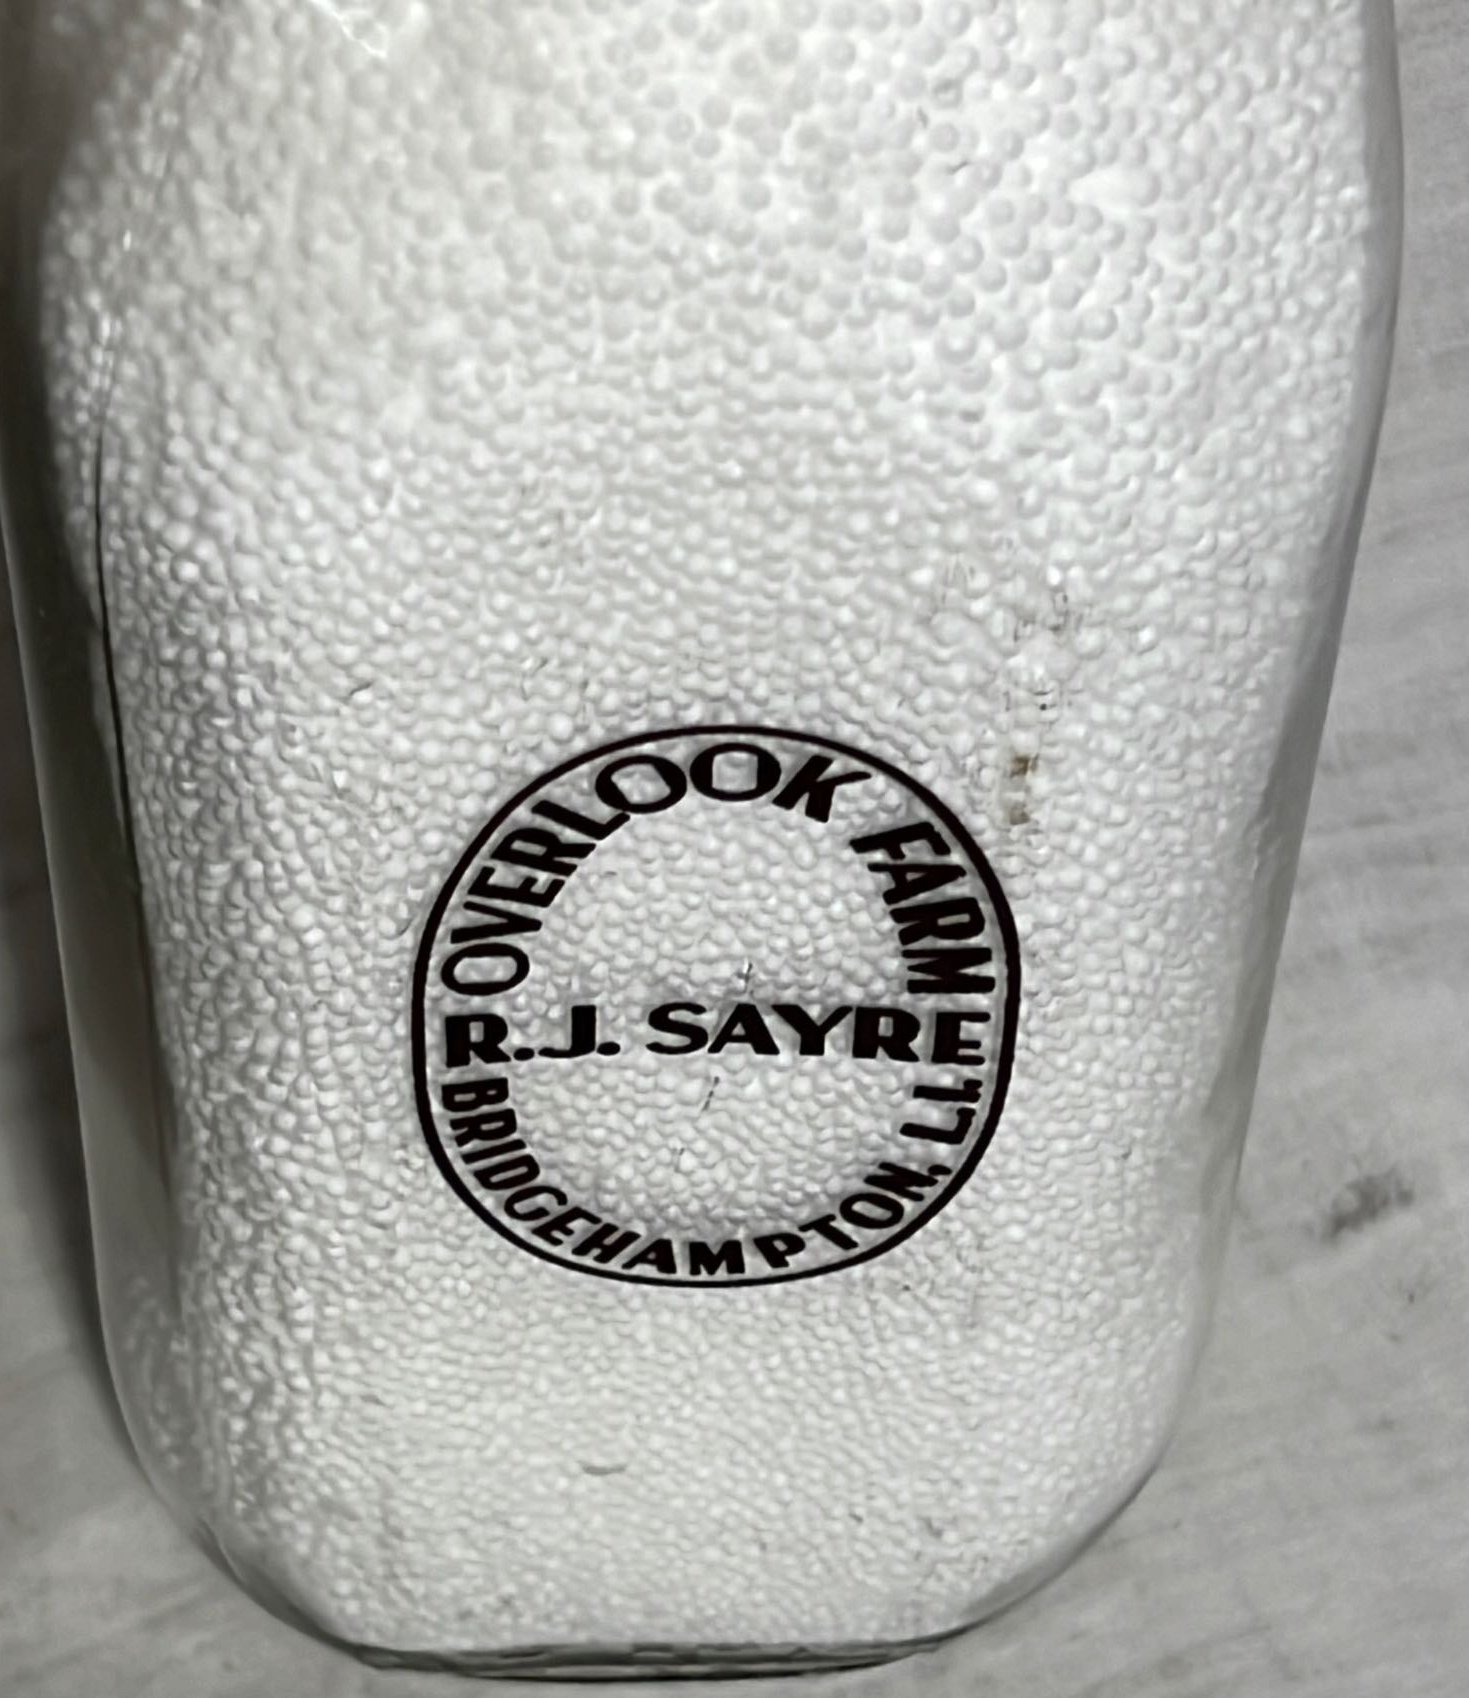 OVERLOOK FARM
R.J. SAYRE
BRIDGEHAMPTON, L.I.